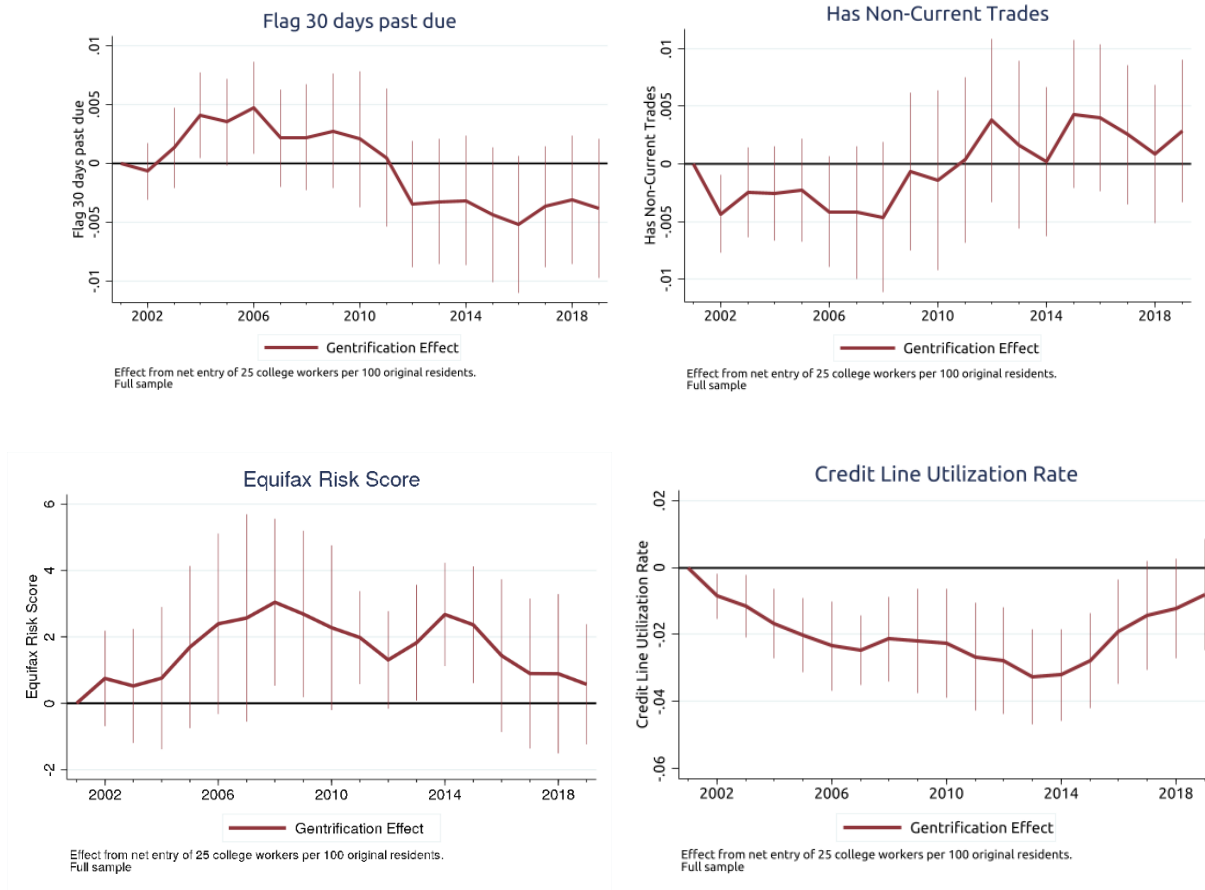 Flag 30 days past due
Flag 30 days past due
.01
.005
0
-.005
-.01
2002
2006
2010
2014
2018
Gentrification Effect
Effect from net entry of 25 college workers per 100 original residents.
Full sample
Has Non-Current Trades
Has Non-Current Trades
.01
.005
0
-.005
-.01
2002
2006
2010
2014
2018
Gentrification Effect
Effect from net entry of 25 college workers per 100 original residents.
Full sample
Equifax Risk Score
Equifax Risk Score
6
4
2
0
-2
2002
2006
2010
2014
2018
Gentrification Effect
Effect from net entry of 25 college workers per 100 original residents.
Full sample
Credit Line Utilization Rate
Credit Line Utilization Rate
.02
0
-.02
-.04
-.06
2002
2006
2010
2014
2018
Gentrification Effect
Effect from net entry of 25 college workers per 100 original residents.
Full sample